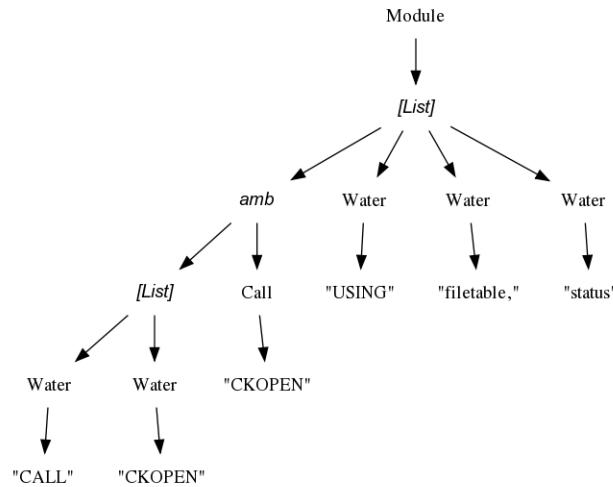 Module
[List]
amb Water Water Water
[List] Call "USING" "filetable," "status"
Water Water "CKOPEN"
"CALL" "CKOPEN"